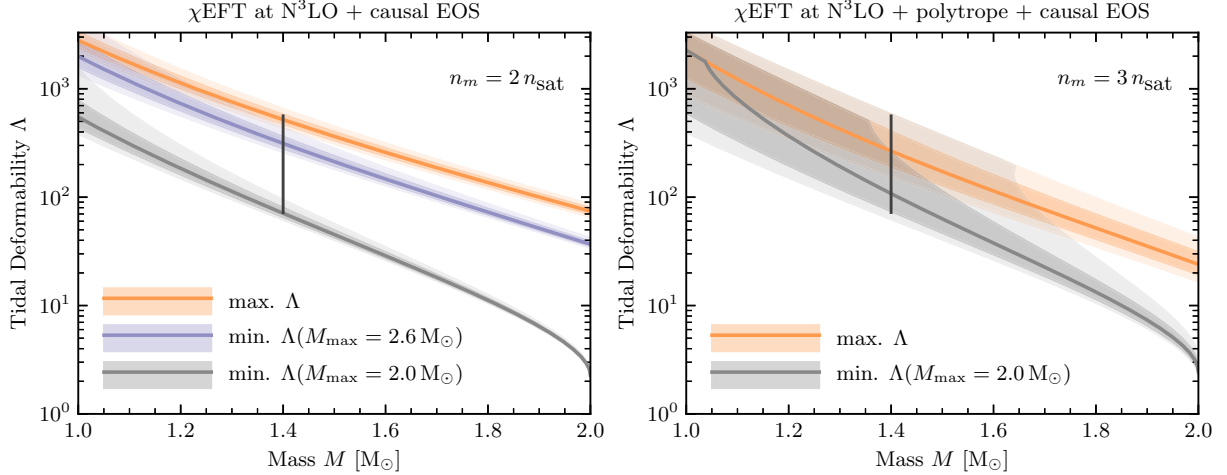 χEFT at N³LO + causal EOS
n_m = 2 n_sat
Tidal Deformability Λ
10³
10²
10¹
10⁰
max. Λ
min. Λ(M_max = 2.6 M_⊙)
min. Λ(M_max = 2.0 M_⊙)
1.0 1.2 1.4 1.6 1.8 2.0
Mass M [M_⊙]
χEFT at N³LO + polytrope + causal EOS
n_m = 3 n_sat
Tidal Deformability Λ
10³
10²
10¹
10⁰
max. Λ
min. Λ(M_max = 2.0 M_⊙)
1.0 1.2 1.4 1.6 1.8 2.0
Mass M [M_⊙]